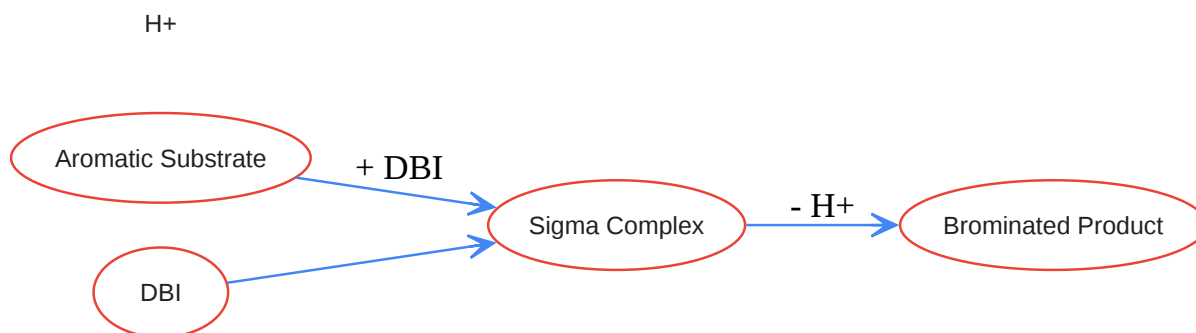 H+
Aromatic Substrate
+ DBI
Sigma Complex
- H+
Brominated Product
DBI